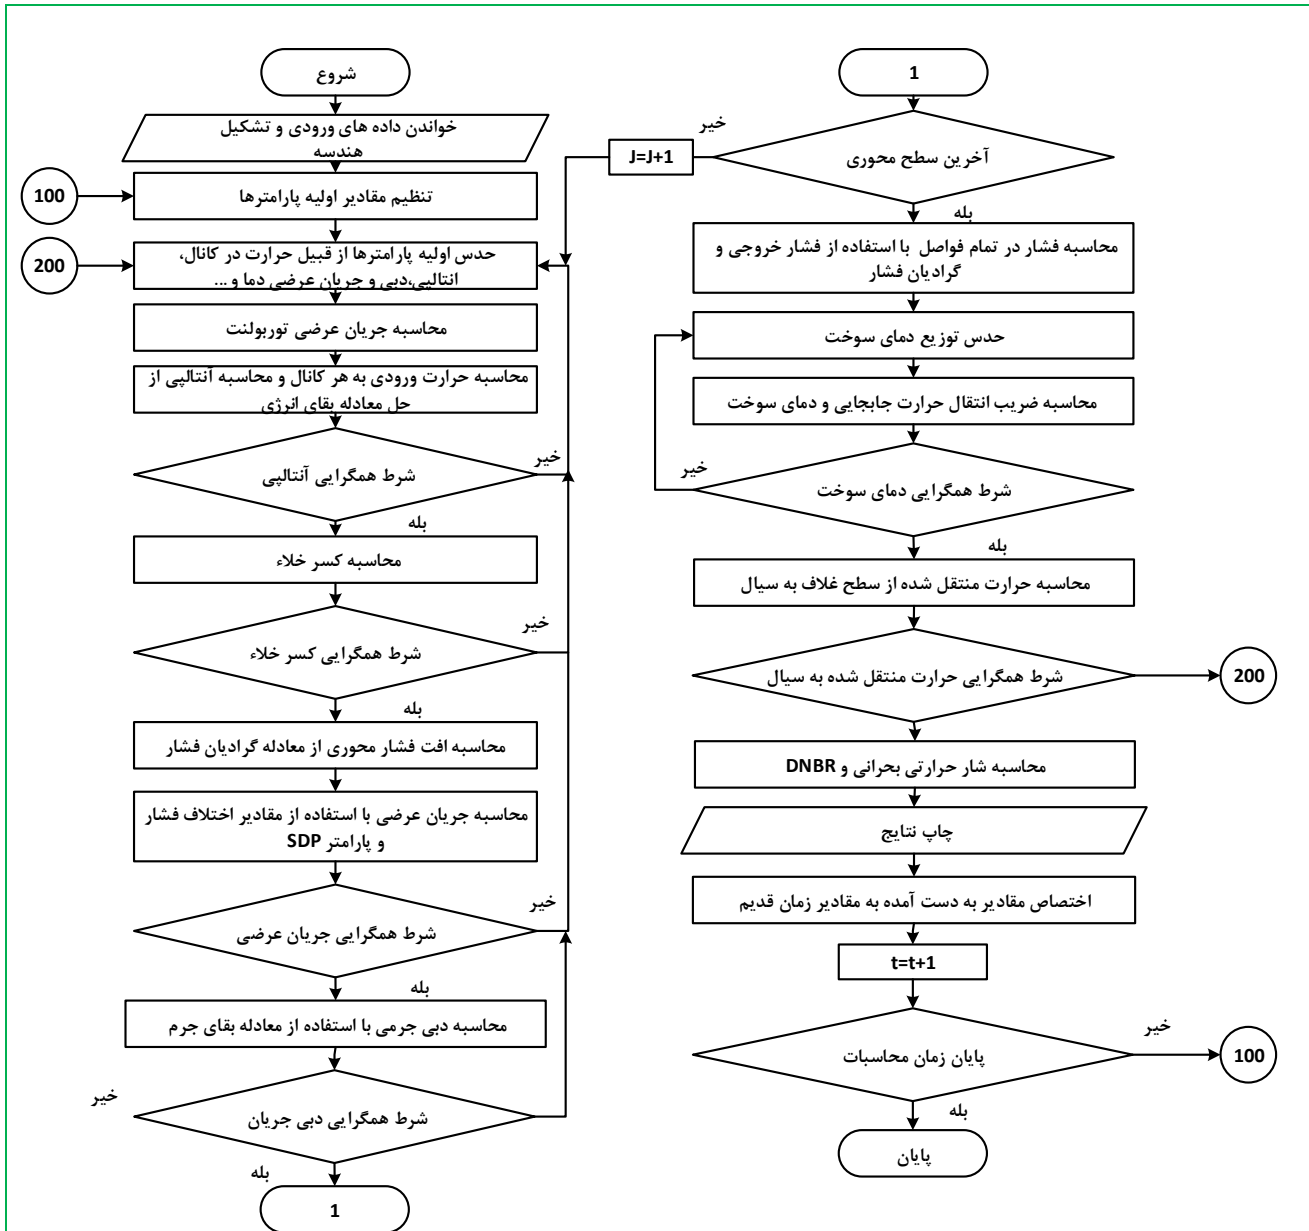 شروع
خواندن داده های ورودی و تشکیل
هندسه
100
تنظیم مقادیر اولیه پارامترها
200
حدس اولیه پارامترها از قبیل حرارت در کانال،
انتالپی،دبی و جریان عرضی دما و ...
محاسبه جریان عرضی توربولنت
محاسبه حرارت ورودی به هر کانال و محاسبه آنتالپی از
حل معادله بقای انرژی
شرط همگرایی آنتالپی
خیر
بله
محاسبه کسر خلاء
شرط همگرایی کسر خلاء
خیر
بله
محاسبه افت فشار محوری از معادله گرادیان فشار
محاسبه جریان عرضی با استفاده از مقادیر اختلاف فشار
و پارامتر SDP
شرط همگرایی جریان عرضی
خیر
بله
محاسبه دبی جرمی با استفاده از معادله بقای جرم
شرط همگرایی دبی جریان
خیر
بله
1
1
آخرین سطح محوری
خیر
J=J+1
بله
محاسبه فشار در تمام فواصل با استفاده از فشار خروجی و
گرادیان فشار
حدس توزیع دمای سوخت
محاسبه ضریب انتقال حرارت جابجایی و دمای سوخت
شرط همگرایی دمای سوخت
خیر
بله
محاسبه حرارت منتقل شده از سطح غلاف به سیال
شرط همگرایی حرارت منتقل شده به سیال
200
محاسبه شار حرارتی بحرانی و DNBR
چاپ نتایج
اختصاص مقادیر به دست آمده به مقادیر زمان قدیم
t=t+1
پایان زمان محاسبات
خیر
100
بله
پایان